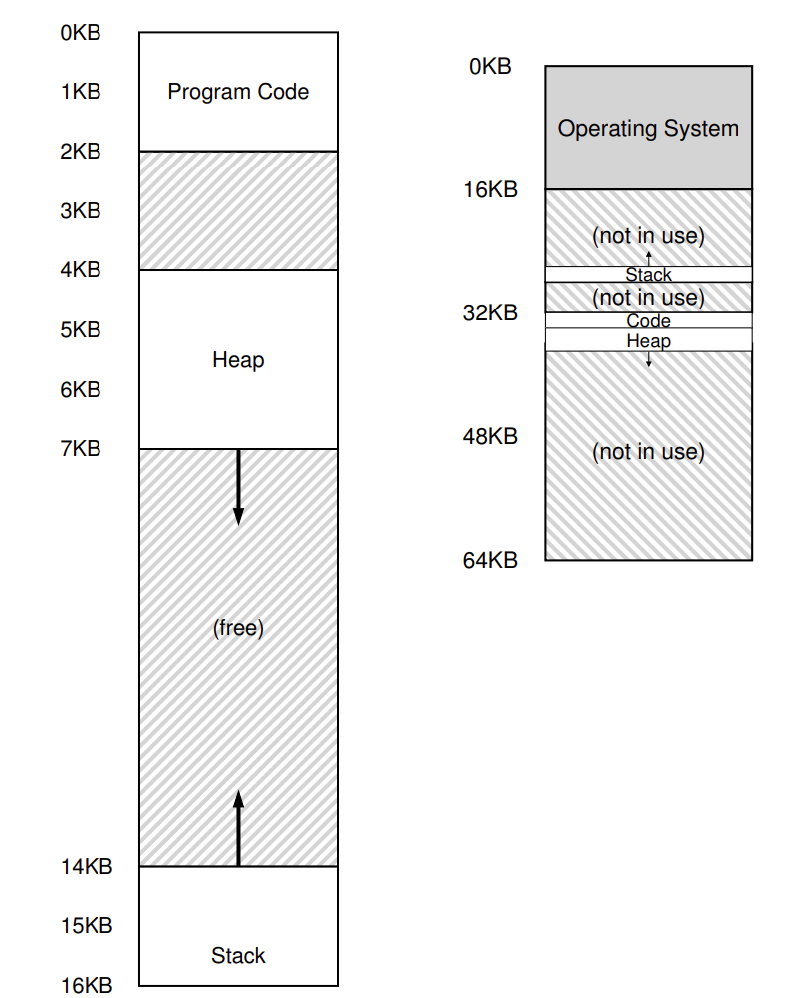 0KB
Program Code
1KB
2KB
3KB
4KB
5KB
Heap
6KB
7KB
(free)
14KB
15KB
Stack
16KB
0KB
Operating System
16KB
(not in use)
Stack
(not in use)
32KB
Code
Heap
48KB
(not in use)
64KB